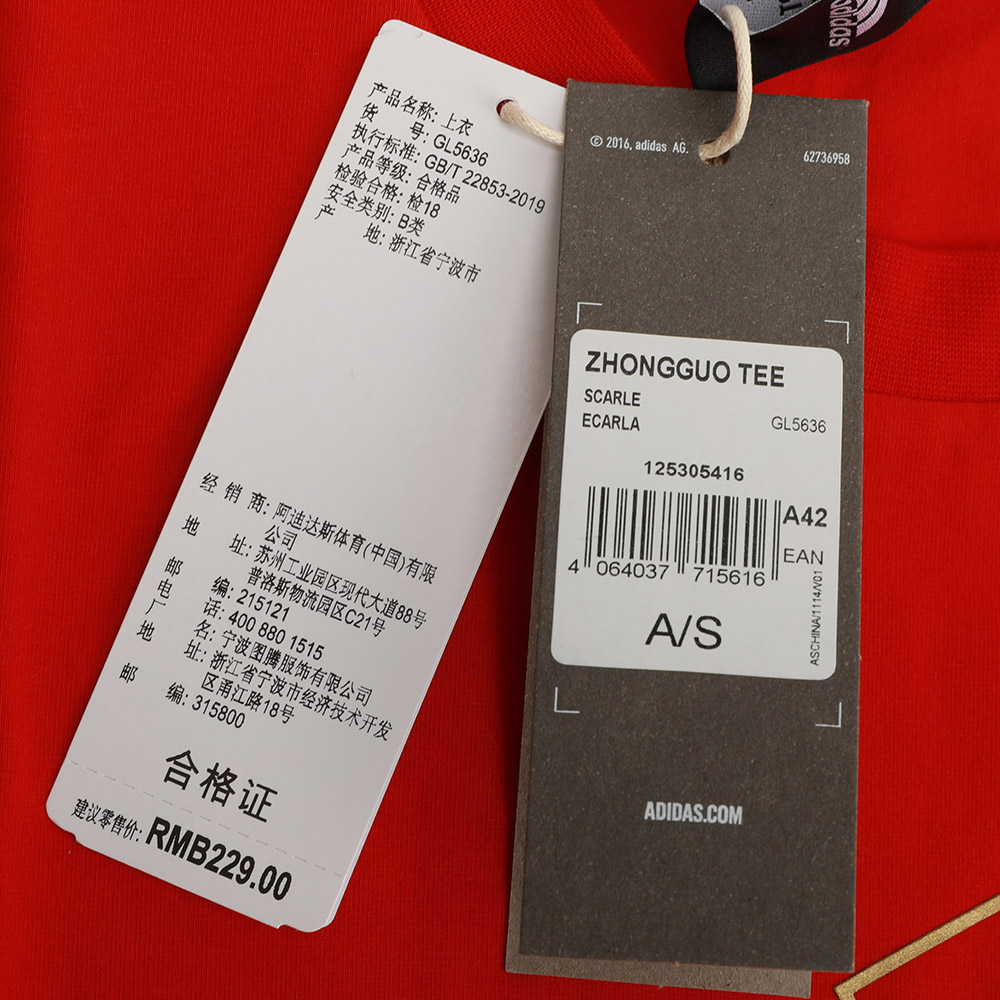 产品名称: 上衣
货 号: GL5636
执行标准: GB/T 22853-2019
产品等级: 合格品
检验合格: 检18
安全类别: B类
产 地: 浙江省宁波市
经 销 商: 阿迪达斯体育(中国)有限
公司
地 址: 苏州工业园区现代大道88号
普洛斯物流园区C21号
邮 编: 215121
电 话: 400 880 1515
厂 名: 宁波图腾服饰有限公司
地 址: 浙江省宁波市经济技术开发
区甬江路18号
邮 编: 315800
合格证
建议零售价: RMB229.00
adidas
© 2016, adidas AG.
62736958
ZHONGGUO TEE
SCARLE
ECARLA
GL5636
125305416
A42
EAN
4 064037 715616
A/S
ASCHINA/1114/V01
ADIDAS.COM